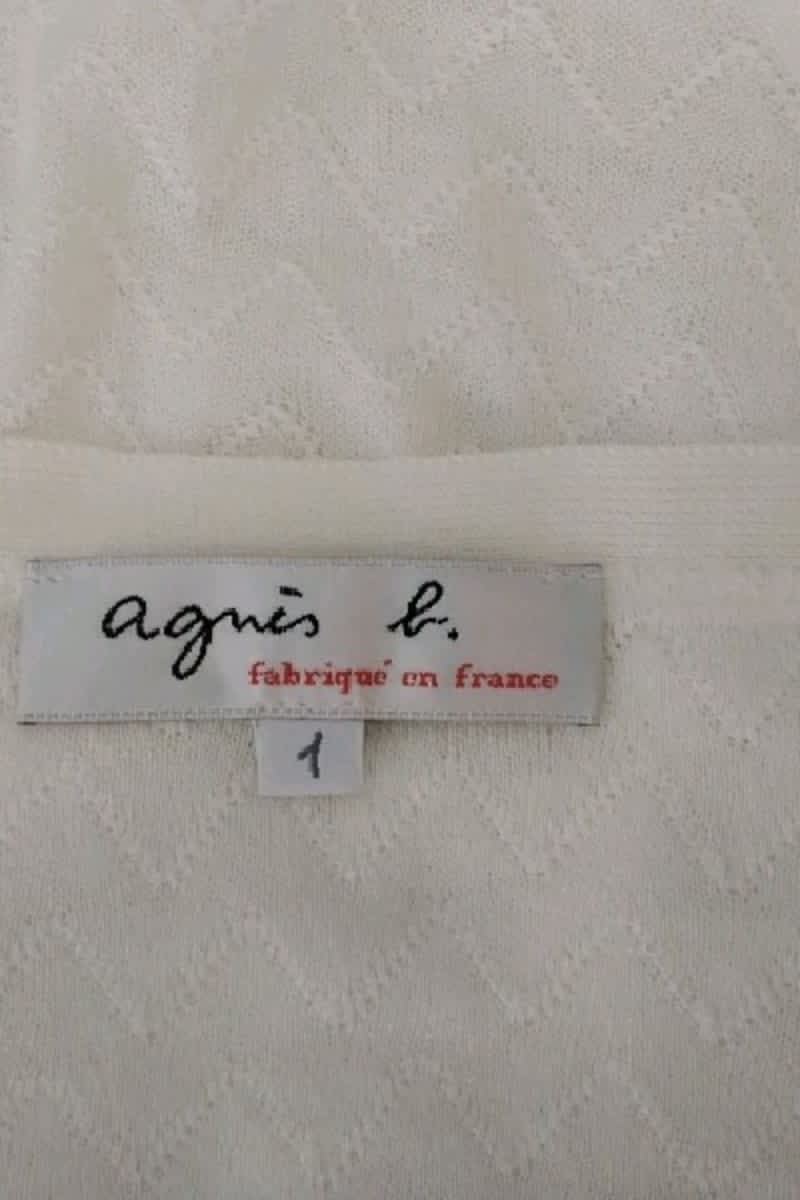 agnès b.
fabriqué en france
1